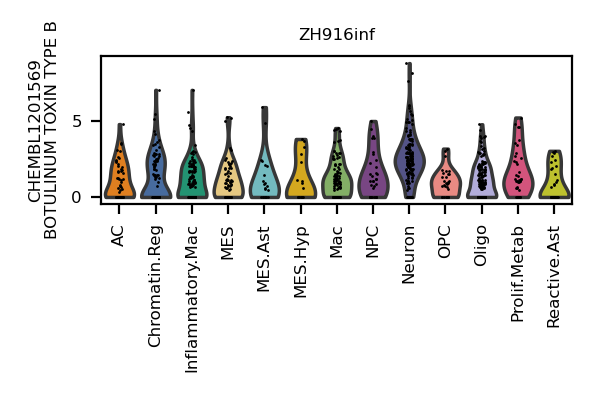 ZH916inf
CHEMBL1201569
BOTULINUM TOXIN TYPE B
5
0
AC
Chromatin.Reg
Inflammatory.Mac
MES
MES.Ast
MES.Hyp
Mac
NPC
Neuron
OPC
Oligo
Prolif.Metab
Reactive.Ast